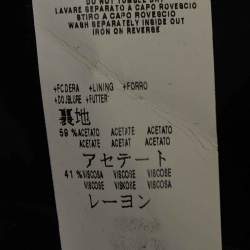 DO NOT TUMBLE DRY
LAVARE SEPARATO A CAPO ROVESCIO
STIRO A CAPO ROVESCIO
WASH SEPARATELY INSIDE OUT
IRON ON REVERSE
+FODERA +LINING +FORRO
+DOUBLURE +FUTTER
裏地
59 %ACETATO ACETATE ACETATO
ACETATE ACETAT ACETATO
アセテート
41 %VISCOSA VISCOSE VISCOSA
VISCOSE VISKOSE VISCOSA
レーヨン